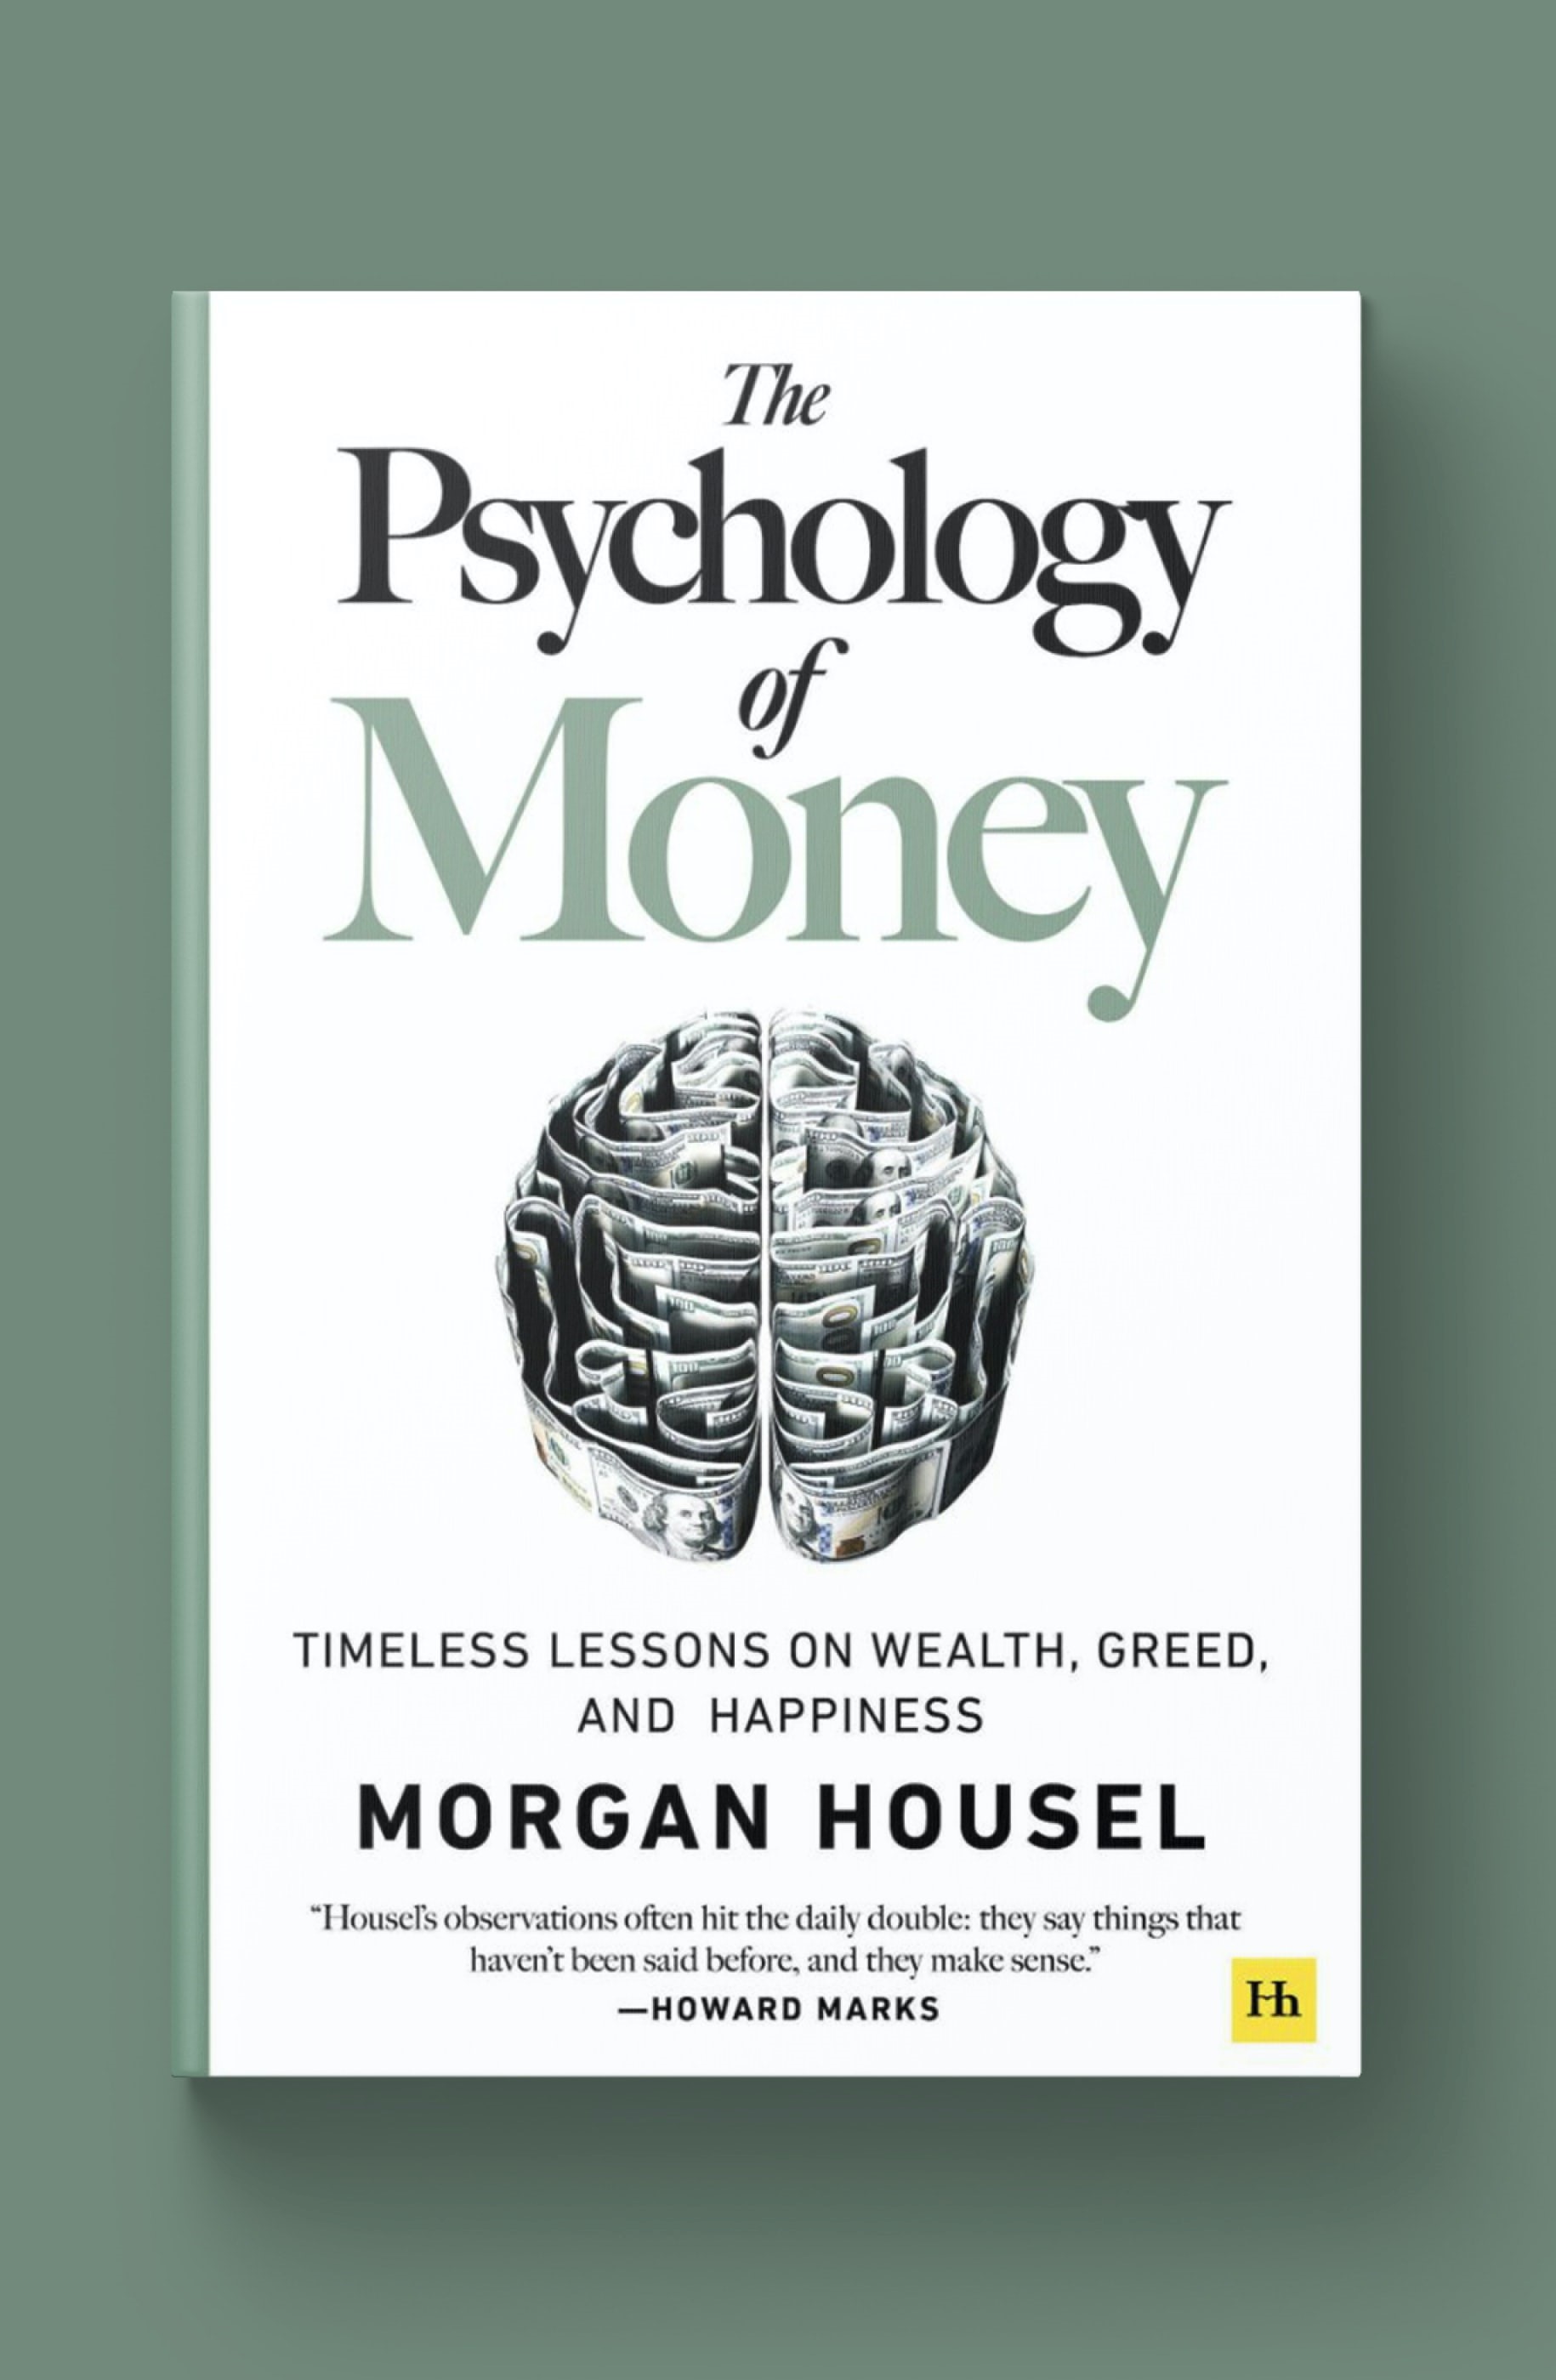 The
Psychology
of
Money
TIMELESS LESSONS ON WEALTH, GREED,
AND HAPPINESS
MORGAN HOUSEL
“Housel’s observations often hit the daily double: they say things that
haven’t been said before, and they make sense.”
—HOWARD MARKS
Hh